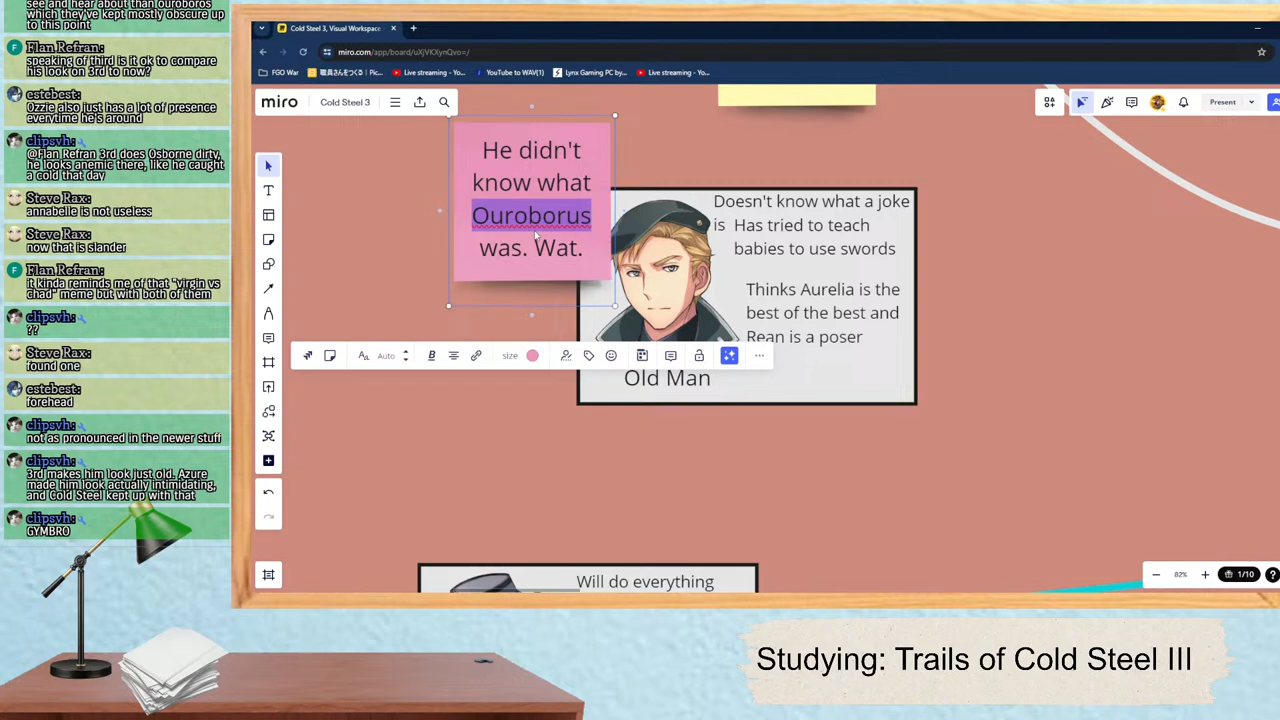 see and hear about than ouroboros
which they've kept mostly obscure up
to this point
Flan Refran:
speaking of third is it ok to compare
his look on 3rd to now?
estebest:
Ozzie also just has a lot of presence
everytime he's around
clipsvh:
@Flan Refran 3rd does Osborne dirty,
he looks anemic there, like he caught
a cold that day
Steve Rax:
annabelle is not useless
Steve Rax:
now that is slander
Flan Refran:
it kinda reminds me of that "virgin vs
chad" meme but with both of them
clipsvh:
??
Steve Rax:
found one
estebest:
forehead
clipsvh:
not as pronounced in the newer stuff
clipsvh:
3rd makes him look just old. Azure
made him look actually intimidating,
and Cold Steel kept up with that
clipsvh:
GYMBRO
Cold Steel 3, Visual Workspace
miro.com/app/board/uXjVKXynQvo=/
FGO War
職員さんをつくる | Pic...
Live streaming - Yo...
YouTube to WAV(1)
Lynx Gaming PC by...
Live streaming - Yo...
miro
Cold Steel 3
Present
He didn't
know what
Ouroborus
was. Wat.
Doesn't know what a joke
is Has tried to teach
babies to use swords
Thinks Aurelia is the
best of the best and
Rean is a poser
Auto
B
size
Old Man
Will do everything
82%
1/10
Studying: Trails of Cold Steel III